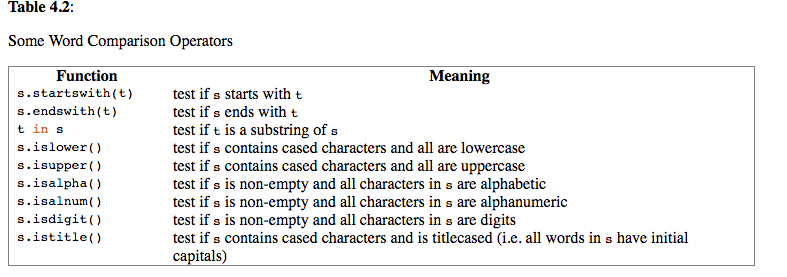 Table 4.2:
Some Word Comparison Operators
Function Meaning
s.startswith(t) test if s starts with t
s.endswith(t) test if s ends with t
t in s test if t is a substring of s
s.islower() test if s contains cased characters and all are lowercase
s.isupper() test if s contains cased characters and all are uppercase
s.isalpha() test if s is non-empty and all characters in s are alphabetic
s.isalnum() test if s is non-empty and all characters in s are alphanumeric
s.isdigit() test if s is non-empty and all characters in s are digits
s.istitle() test if s contains cased characters and is titlecased (i.e. all words in s have initial
capitals)